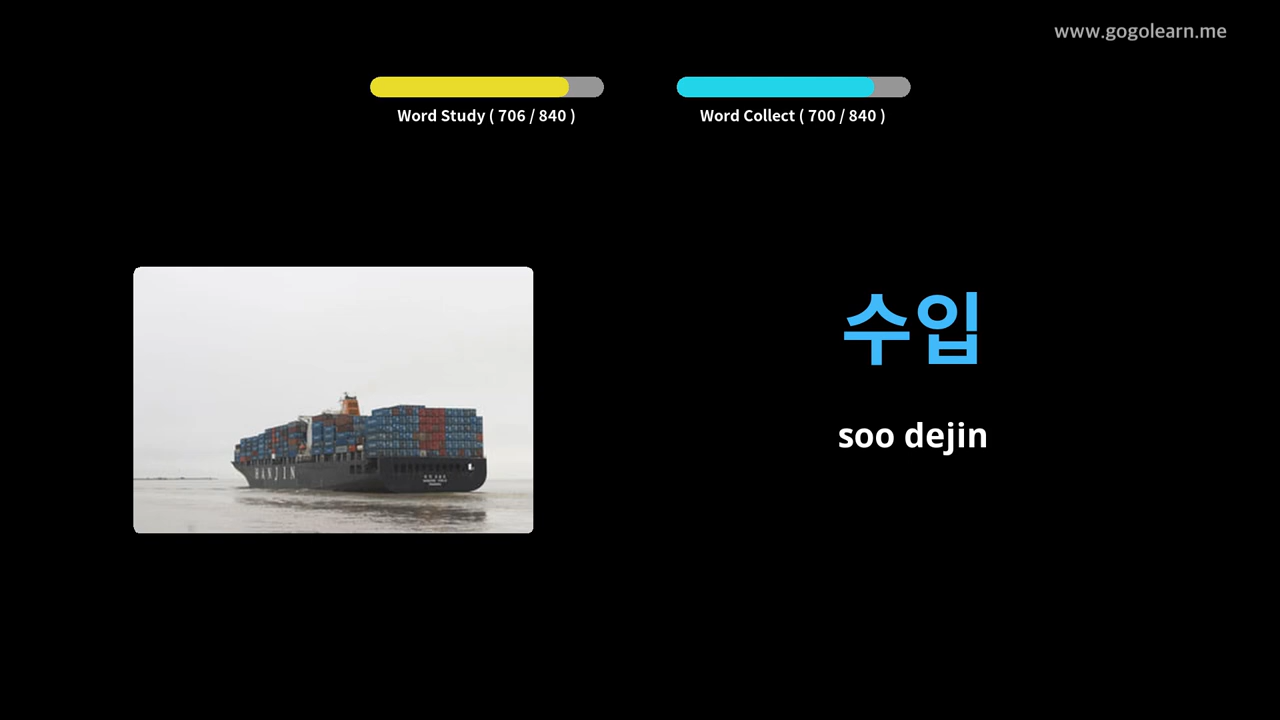 www.gogolearn.me
Word Study ( 706 / 840 )
Word Collect ( 700 / 840 )
수입
soo dejin
HANJIN